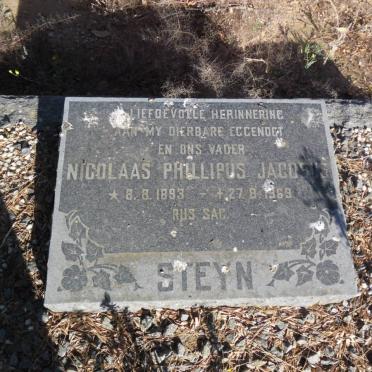 LIEFDEVOLLE HERINNERING
AAN MY DIERBARE EGGENOOT
EN ONS VADER
NICOLAAS PHILLIPUS JACOBUS
* 8.8.1893 - + 27.8.1969
RUS SAG
STEYN